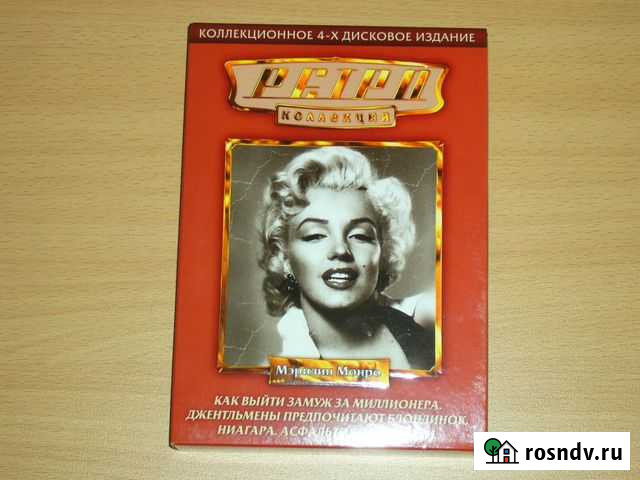 КОЛЛЕКЦИОННОЕ 4-Х ДИСКОВОЕ ИЗДАНИЕ
РЕТРО
КОЛЛЕКЦИЯ
Мэрилин Монро
КАК ВЫЙТИ ЗАМУЖ ЗА МИЛЛИОНЕРА.
ДЖЕНТЛЬМЕНЫ ПРЕДПОЧИТАЮТ БЛОНДИНОК.
НИАГАРА.
rosndv.ru